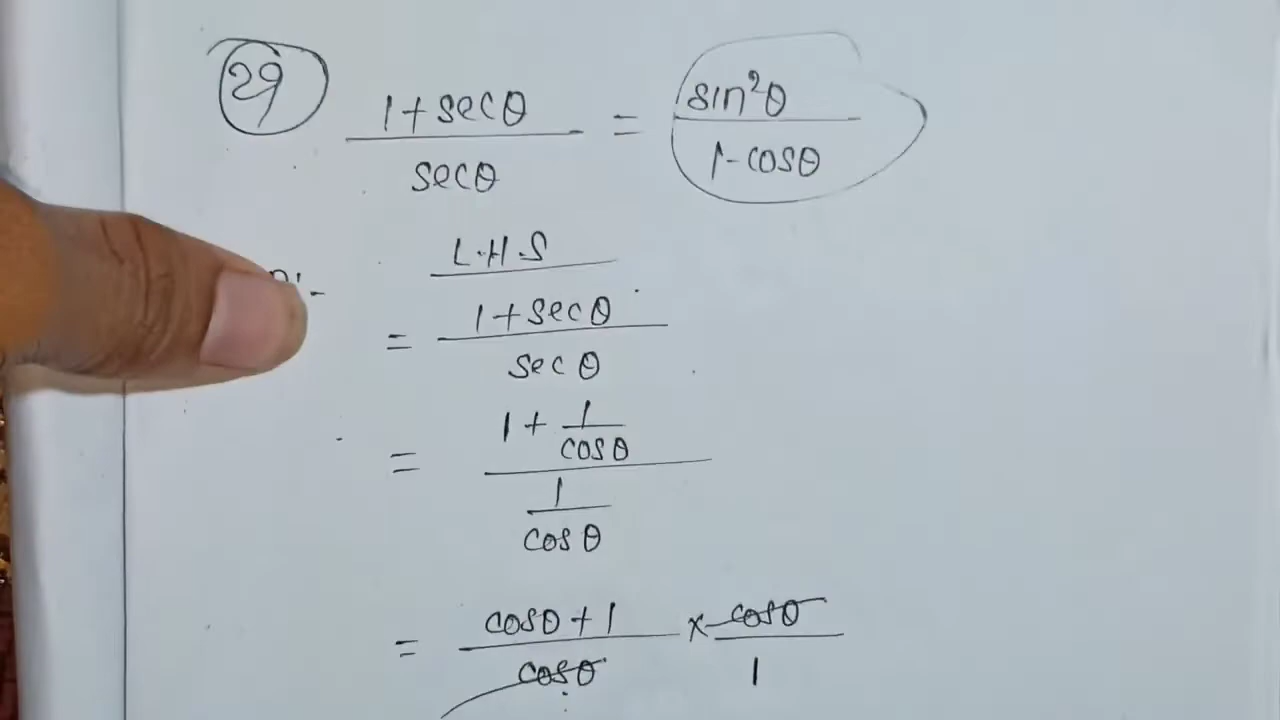 29 (1+secθ)/secθ = sin²θ/(1-cosθ)
L.H.S
= (1+secθ)/secθ
= (1+1/cosθ)/(1/cosθ)
= (cosθ+1)/cosθ × cosθ/1